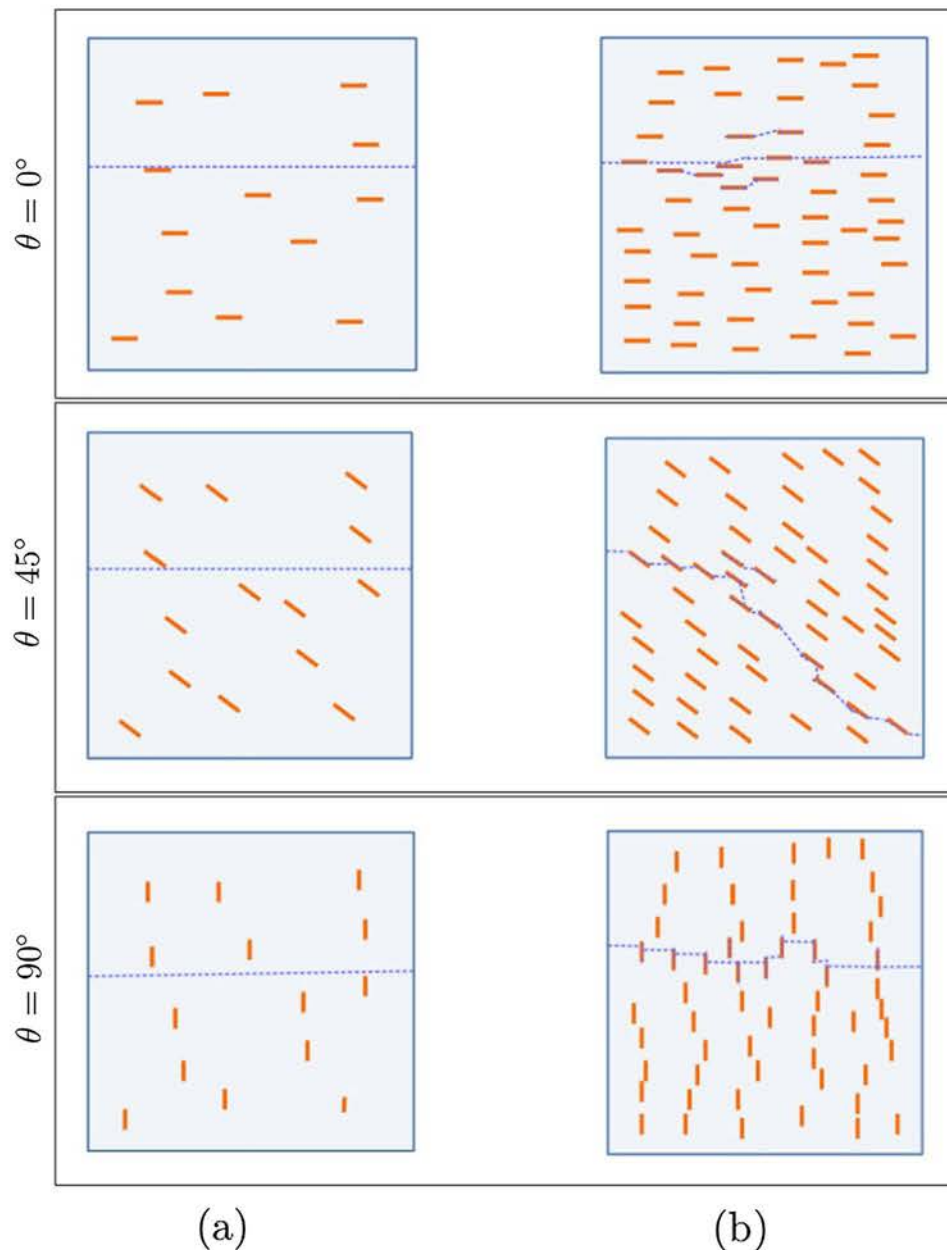 θ = 0°
θ = 45°
θ = 90°
(a)
(b)